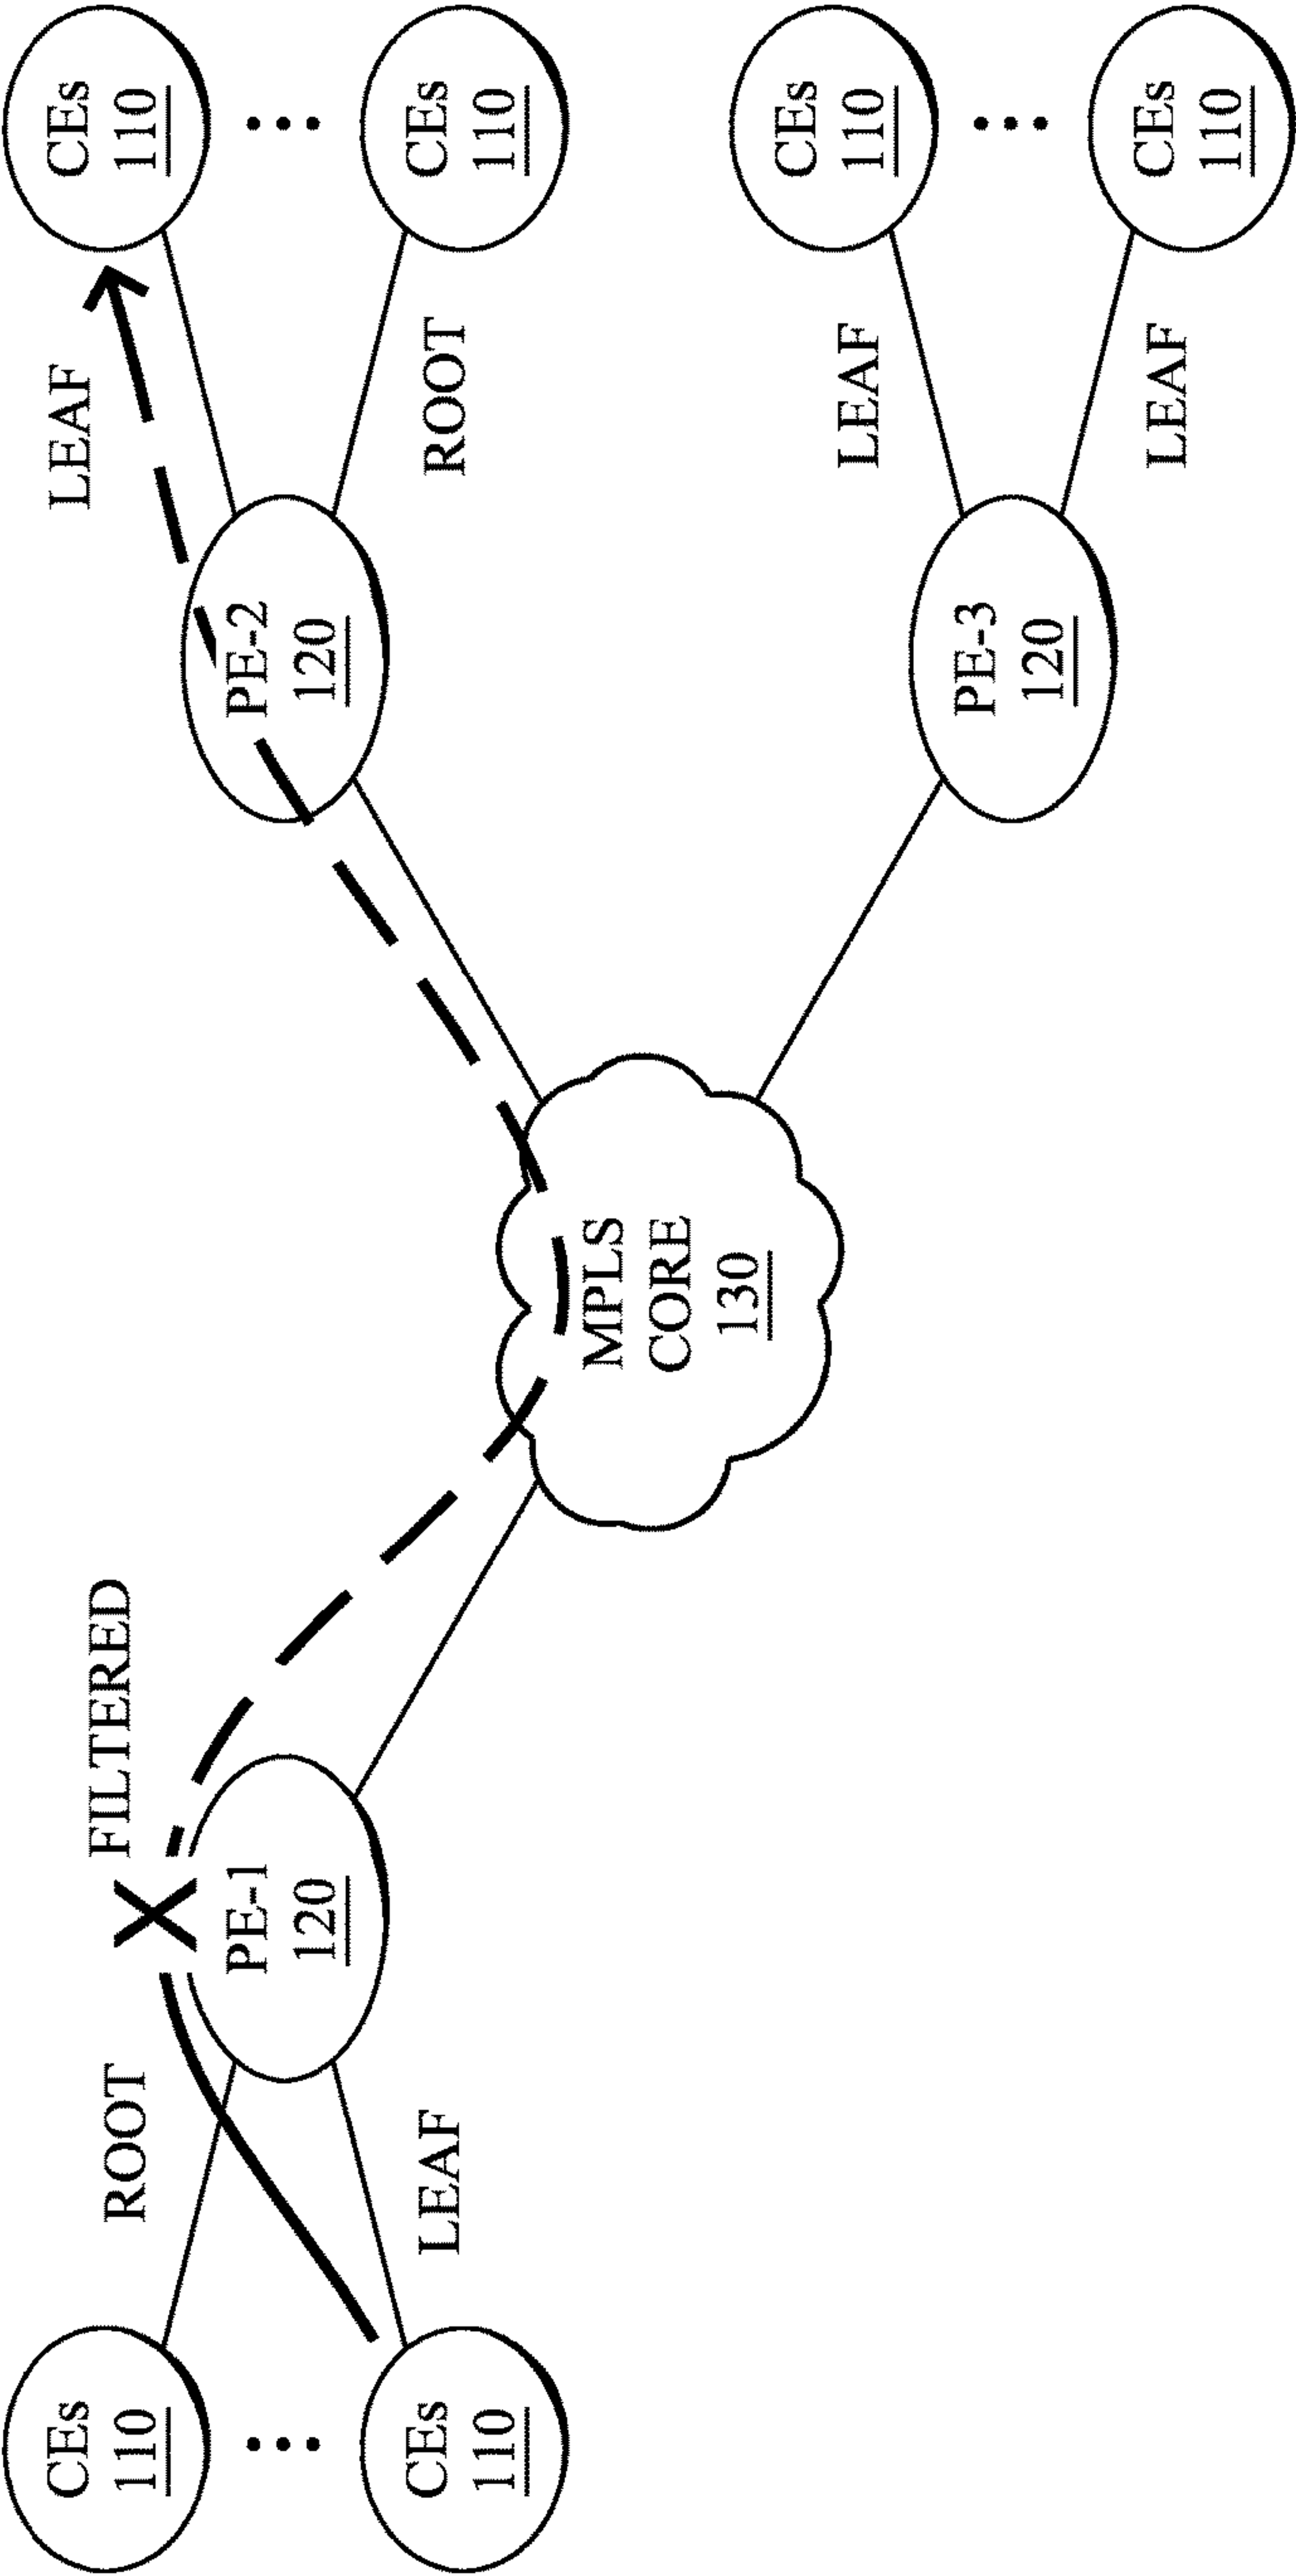 CEs
110
CEs
110
ROOT
LEAF
FILTERED
X
PE-1
120
MPLS
CORE
130
PE-2
120
LEAF
ROOT
CEs
110
CEs
110
PE-3
120
LEAF
LEAF
CEs
110
CEs
110